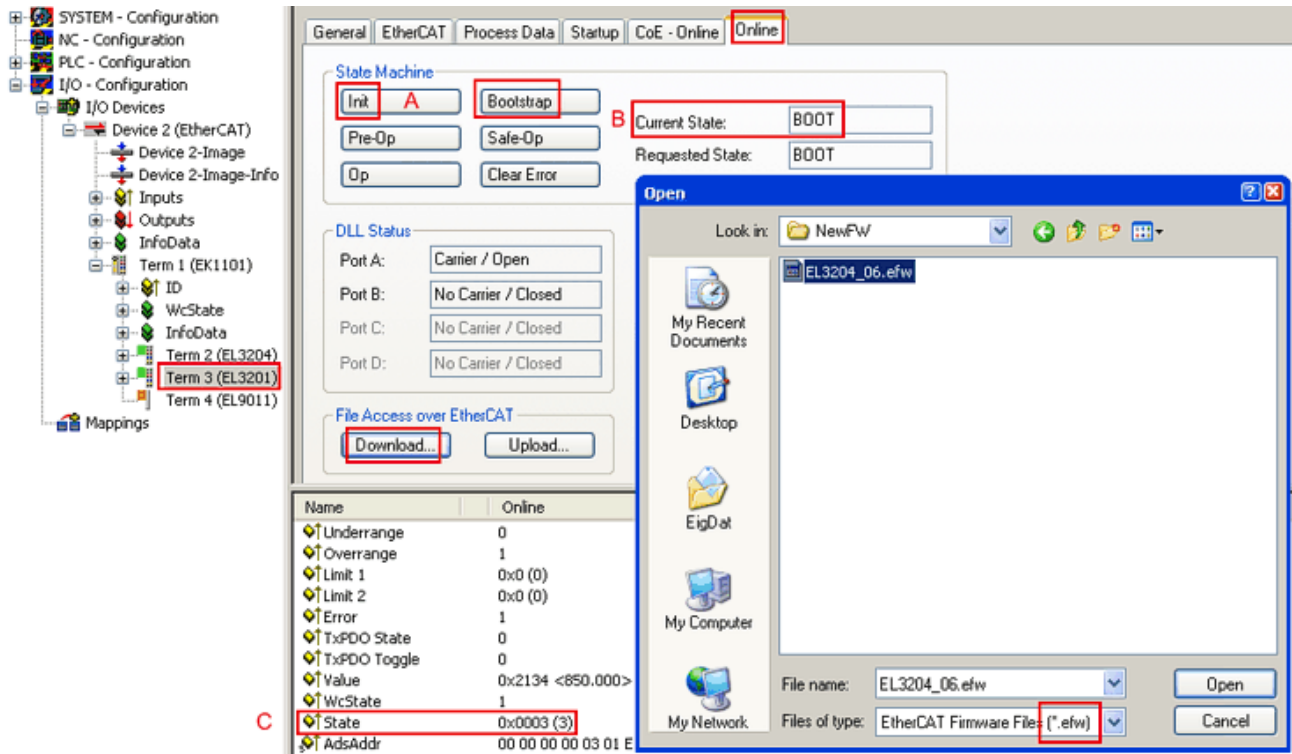 SYSTEM - Configuration
NC - Configuration
PLC - Configuration
I/O - Configuration
I/O Devices
Device 2 (EtherCAT)
Device 2-Image
Device 2-Image-Info
Inputs
Outputs
InfoData
Term 1 (EK1101)
ID
WcState
InfoData
Term 2 (EL3204)
Term 3 (EL3201)
Term 4 (EL9011)
Mappings
General EtherCAT Process Data Startup CoE - Online Online
State Machine
Init A Bootstrap
Pre-Op Safe-Op
Op Clear Error
B Current State: BOOT
Requested State: BOOT
DLL Status
Port A: Carrier / Open
Port B: No Carrier / Closed
Port C: No Carrier / Closed
Port D: No Carrier / Closed
File Access over EtherCAT
Download... Upload...
Name Online
Underrange 0
Overrange 1
Limit 1 0x0 (0)
Limit 2 0x0 (0)
Error 1
TxPDO State 0
TxPDO Toggle 0
Value 0x2134 <850.000>
WcState 1
C State 0x0003 (3)
AdsAddr 00 00 00 00 03 01 E
Open
Look in: NewFW
EL3204_06.efw
My Recent
Documents
Desktop
EigDat
My Computer
My Network
File name: EL3204_06.efw Open
Files of type: EtherCAT Firmware Files (*.efw) Cancel